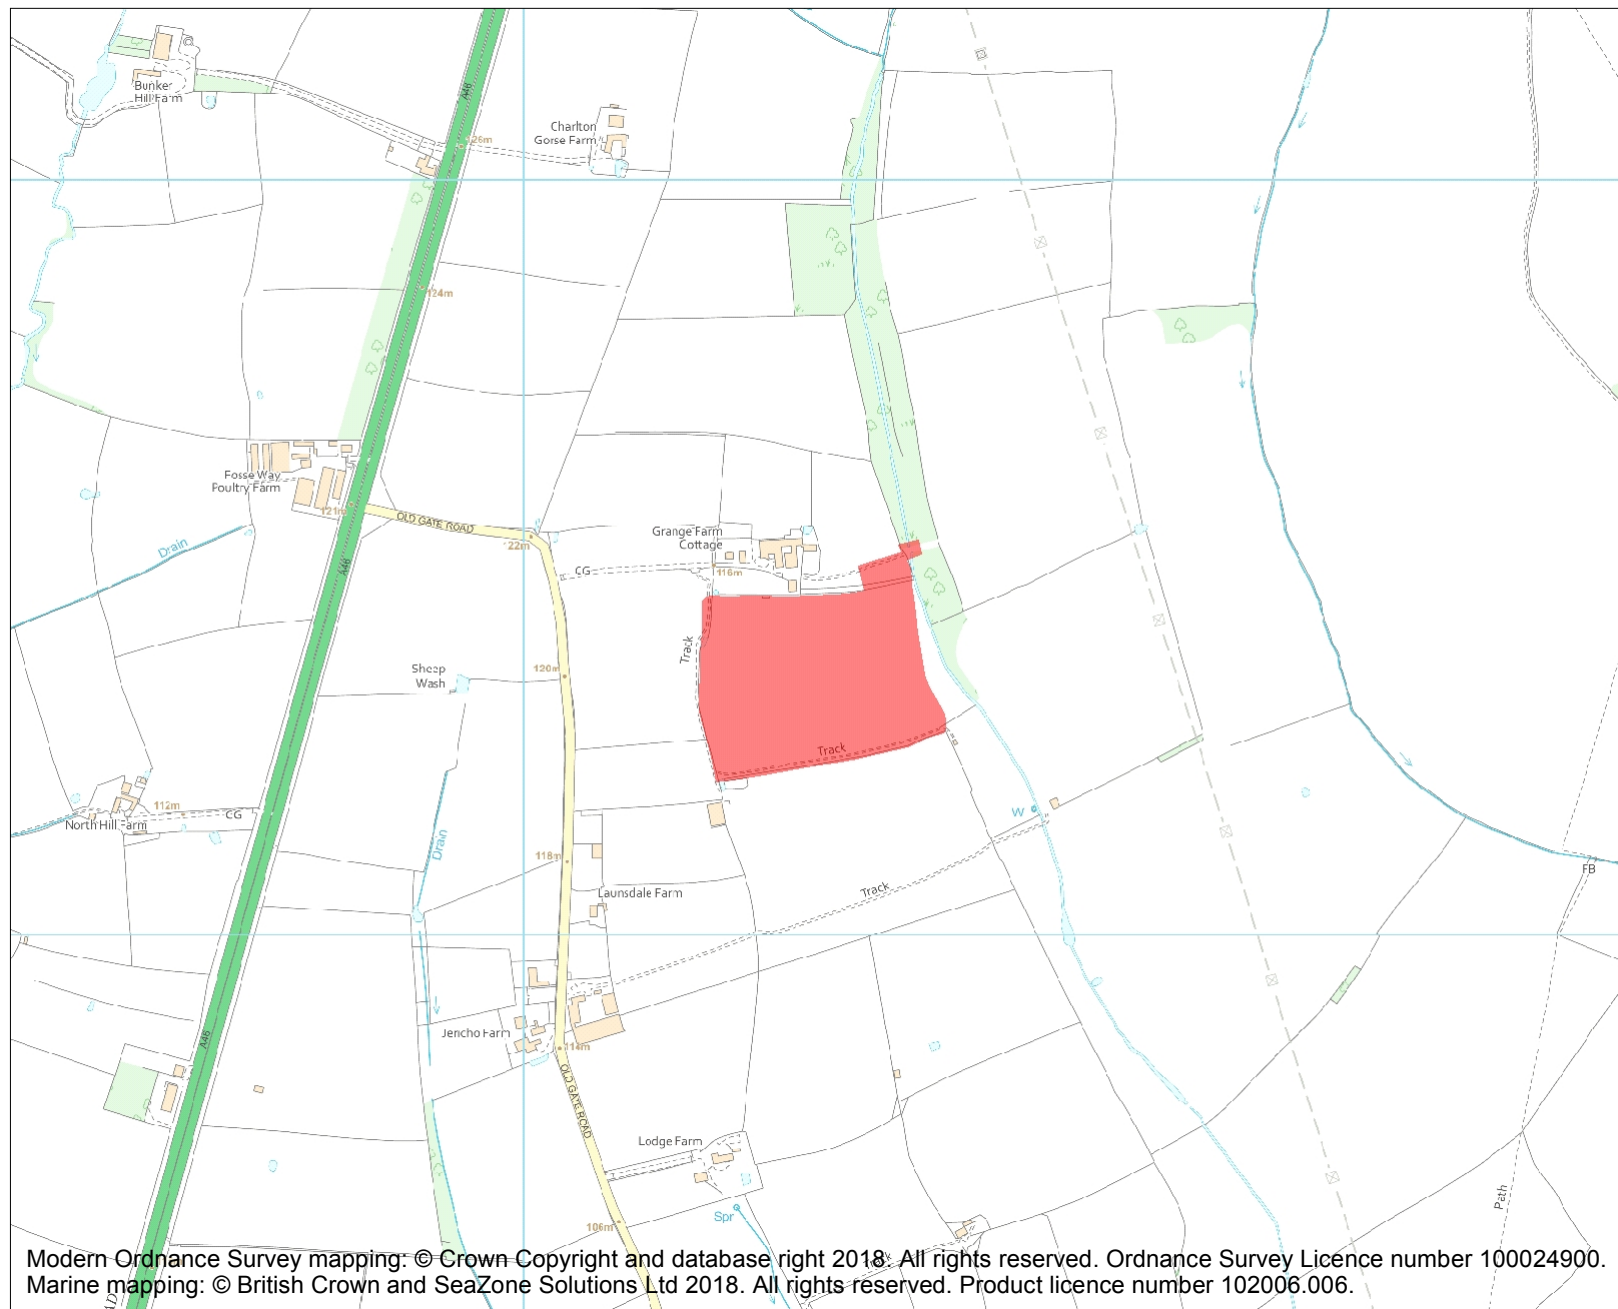 Bunker
Hill Farm
A46
Charlton
Gorse Farm
126m
124m
Fosse Way
Poultry Farm
121m
OLD GATE ROAD
122m
Drain
A46
Grange Farm
Cottage
CG
116m
Track
Sheep
Wash
120m
Track
112m
CG
North Hill Farm
W
Drain
118m
FB
Launsdale Farm
Track
Jericho Farm
114m
A46
OLD GATE ROAD
Lodge Farm
Path
Spr
106m
Track
Modern Ordnance Survey mapping: © Crown Copyright and database right 2018. All rights reserved. Ordnance Survey Licence number 100024900.
Marine mapping: © British Crown and SeaZone Solutions Ltd 2018. All rights reserved. Product licence number 102006.006.